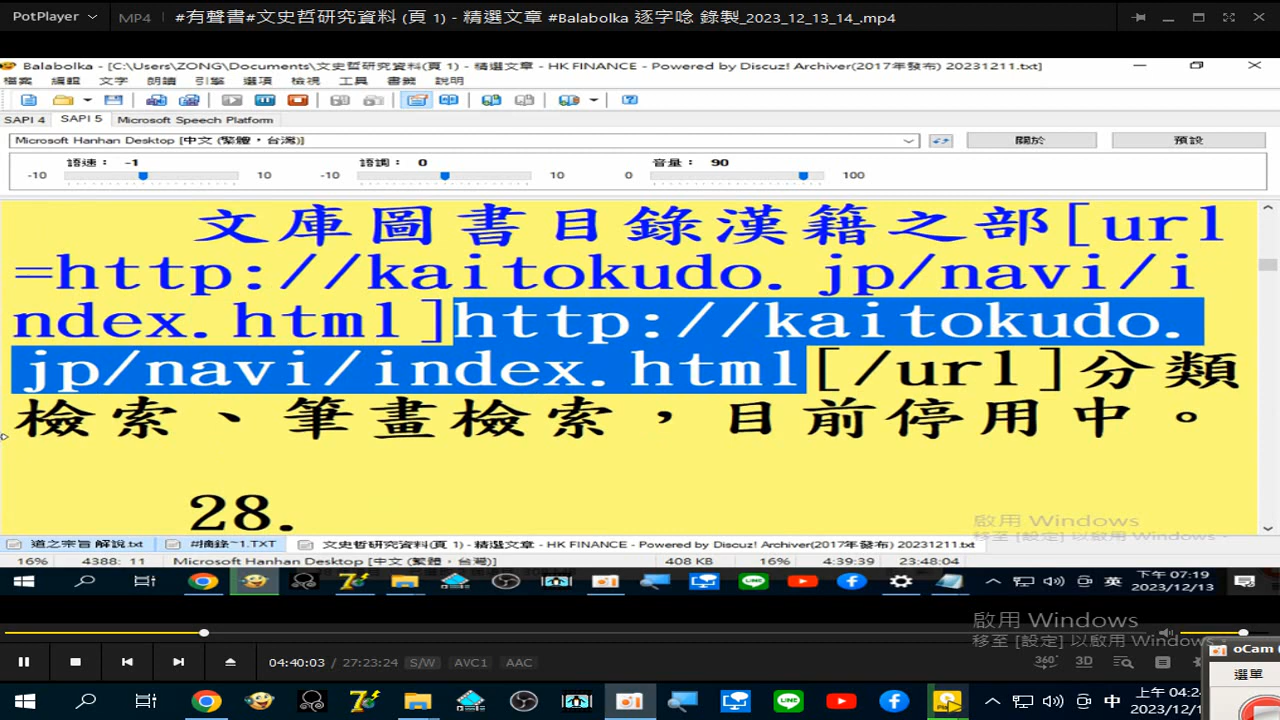 PotPlayer MP4 #有聲書#文史哲研究資料 (頁 1) - 精選文章 #Balabolka 逐字唸 錄製_2023_12_13_14_.mp4
Balabolka - [C:\Users\ZONG\Documents\文史哲研究資料(頁 1) - 精選文章 - HK FINANCE - Powered by Discuz! Archiver(2017年發布) 20231211.txt]
檔案 編輯 文字 朗讀 引擎 選項 檢視 工具 書籤 說明
SAPI 4 SAPI 5 Microsoft Speech Platform
Microsoft Hanhan Desktop [中文 (繁體，台灣)] 關於 預設
語速： -1 語調： 0 音量： 90
-10 10 -10 10 0 100
文庫圖書目錄漢籍之部[url
=http://kaitokudo.jp/navi/i
ndex.html]http://kaitokudo.
jp/navi/index.html[/url]分類
檢索、筆畫檢索，目前停用中。
28.
啟用 Windows
移至 [設定] 以啟用 Windows。
道之宗旨 解說.txt #摘錄~1.TXT 文史哲研究資料(頁 1) - 精選文章 - HK FINANCE - Powered by Discuz! Archiver(2017年發布) 20231211.txt
16% 4388: 11 Microsoft Hanhan Desktop [中文 (繁體，台灣)] 408 KB 16% 4:39:39 23:48:04
英 下午 07:19
2023/12/13
啟用 Windows
移至 [設定] 以啟用 Windows。
oCam
04:40:03 / 27:23:24 S/W AVC1 AAC 360° 3D
選單
中 上午 04:2
2023/12/1